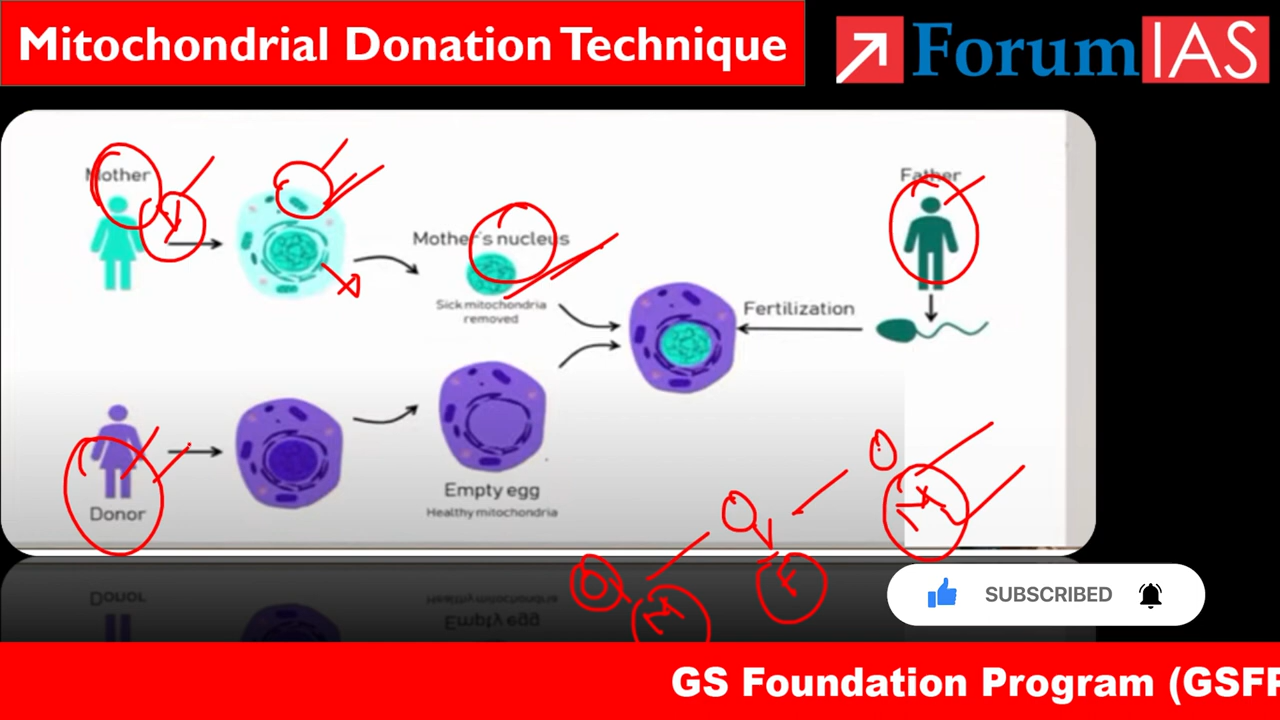 Mitochondrial Donation Technique
ForumIAS
Mother
Father
Mother's nucleus
Sick mitochondria
removed
Fertilization
Donor
Empty egg
Healthy mitochondria
M
F
M
SUBSCRIBED
GS Foundation Program (GSFP